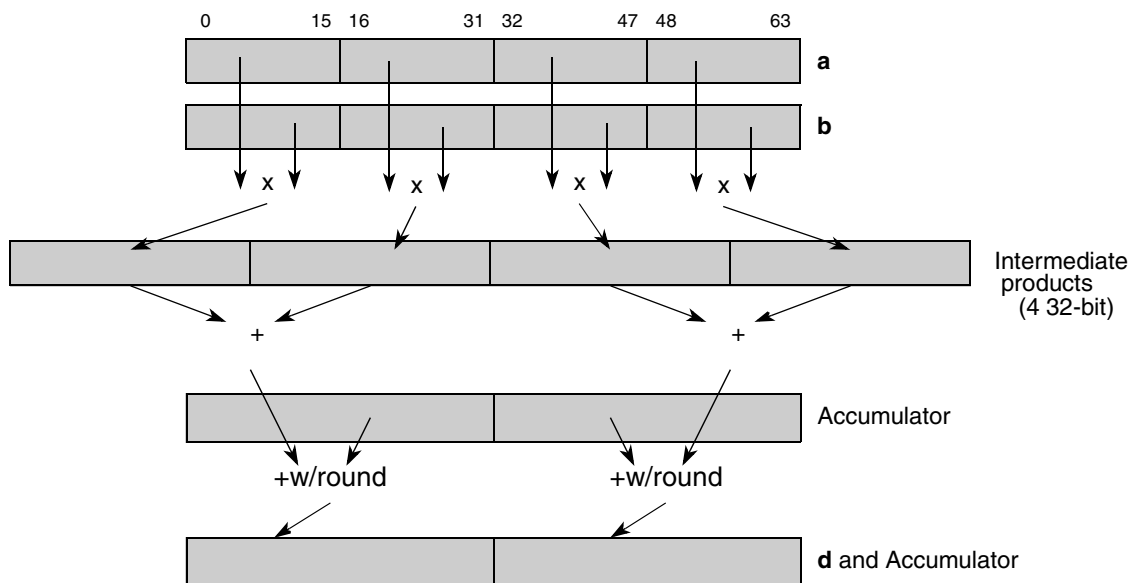 0 15 16 31 32 47 48 63
a
b
x x x x
Intermediate
products
(4 32-bit)
+ +
Accumulator
+w/round +w/round
d and Accumulator